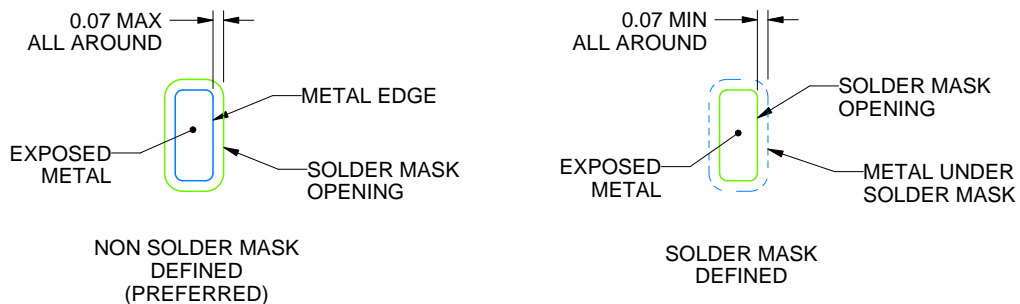 0.07 MAX
ALL AROUND
METAL EDGE
EXPOSED
METAL
SOLDER MASK
OPENING
NON SOLDER MASK
DEFINED
(PREFERRED)
0.07 MIN
ALL AROUND
SOLDER MASK
OPENING
EXPOSED
METAL
METAL UNDER
SOLDER MASK
SOLDER MASK
DEFINED